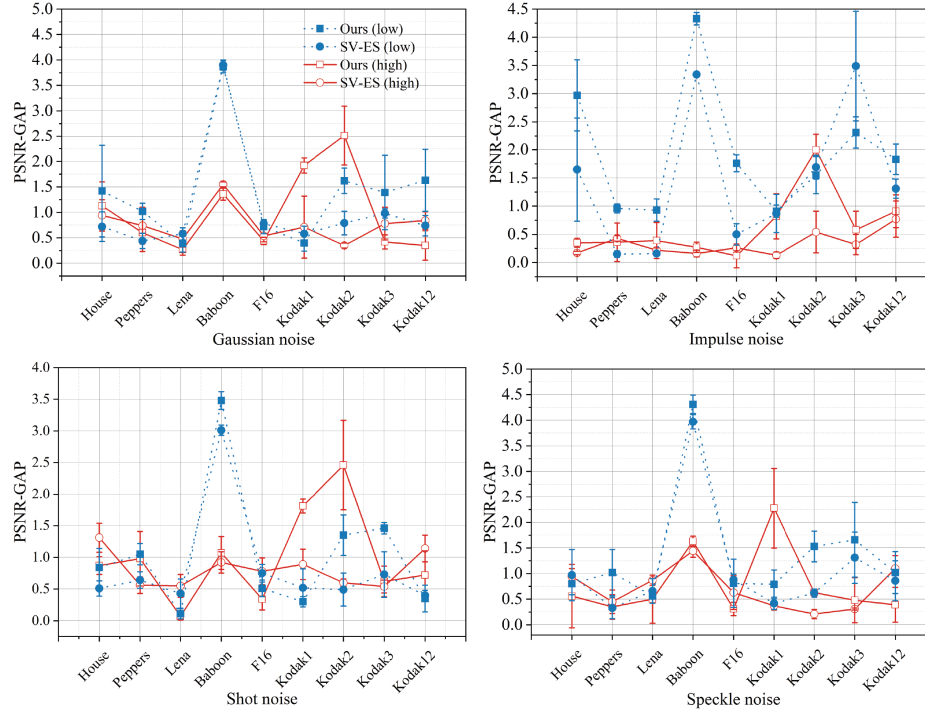 5.0
4.5
4.0
3.5
3.0
2.5
2.0
1.5
1.0
0.5
0.0
PSNR-GAP
Ours (low)
SV-ES (low)
Ours (high)
SV-ES (high)
House
Peppers
Lena
Baboon
F16
Kodak1
Kodak2
Kodak3
Kodak12
Gaussian noise
4.5
4.0
3.5
3.0
2.5
2.0
1.5
1.0
0.5
0.0
PSNR-GAP
House
Peppers
Lena
Baboon
F16
Kodak1
Kodak2
Kodak3
Kodak12
Impulse noise
4.0
3.5
3.0
2.5
2.0
1.5
1.0
0.5
0.0
PSNR-GAP
House
Peppers
Lena
Baboon
F16
Kodak1
Kodak2
Kodak3
Kodak12
Shot noise
5.0
4.5
4.0
3.5
3.0
2.5
2.0
1.5
1.0
0.5
0.0
PSNR-GAP
House
Peppers
Lena
Baboon
F16
Kodak1
Kodak2
Kodak3
Kodak12
Speckle noise